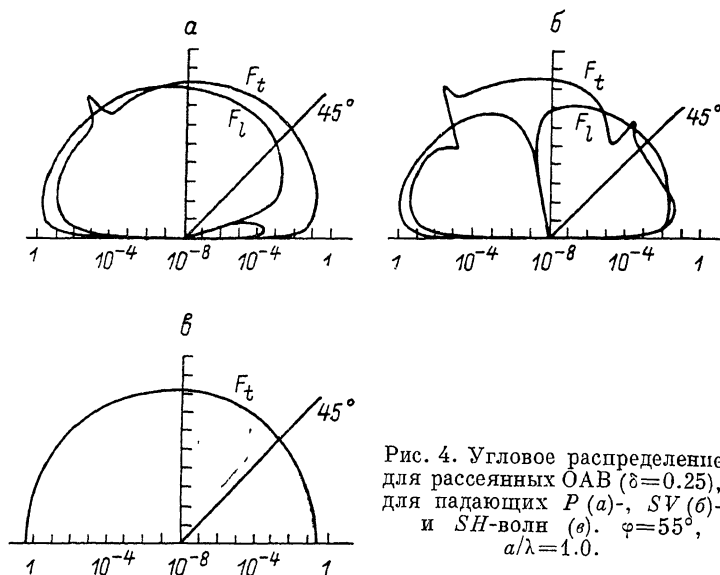 а
F_t
F_l
45°
1 10⁻⁴ 10⁻⁸ 10⁻⁴ 1
б
F_t
F_l
45°
1 10⁻⁴ 10⁻⁸ 10⁻⁴ 1
в
F_t
45°
1 10⁻⁴ 10⁻⁸ 10⁻⁴ 1
Рис. 4. Угловое распределение
для рассеянных ОАВ (δ=0.25),
для падающих P (а)-, SV (б)-
и SH-волн (в). φ=55°,
a/λ=1.0.